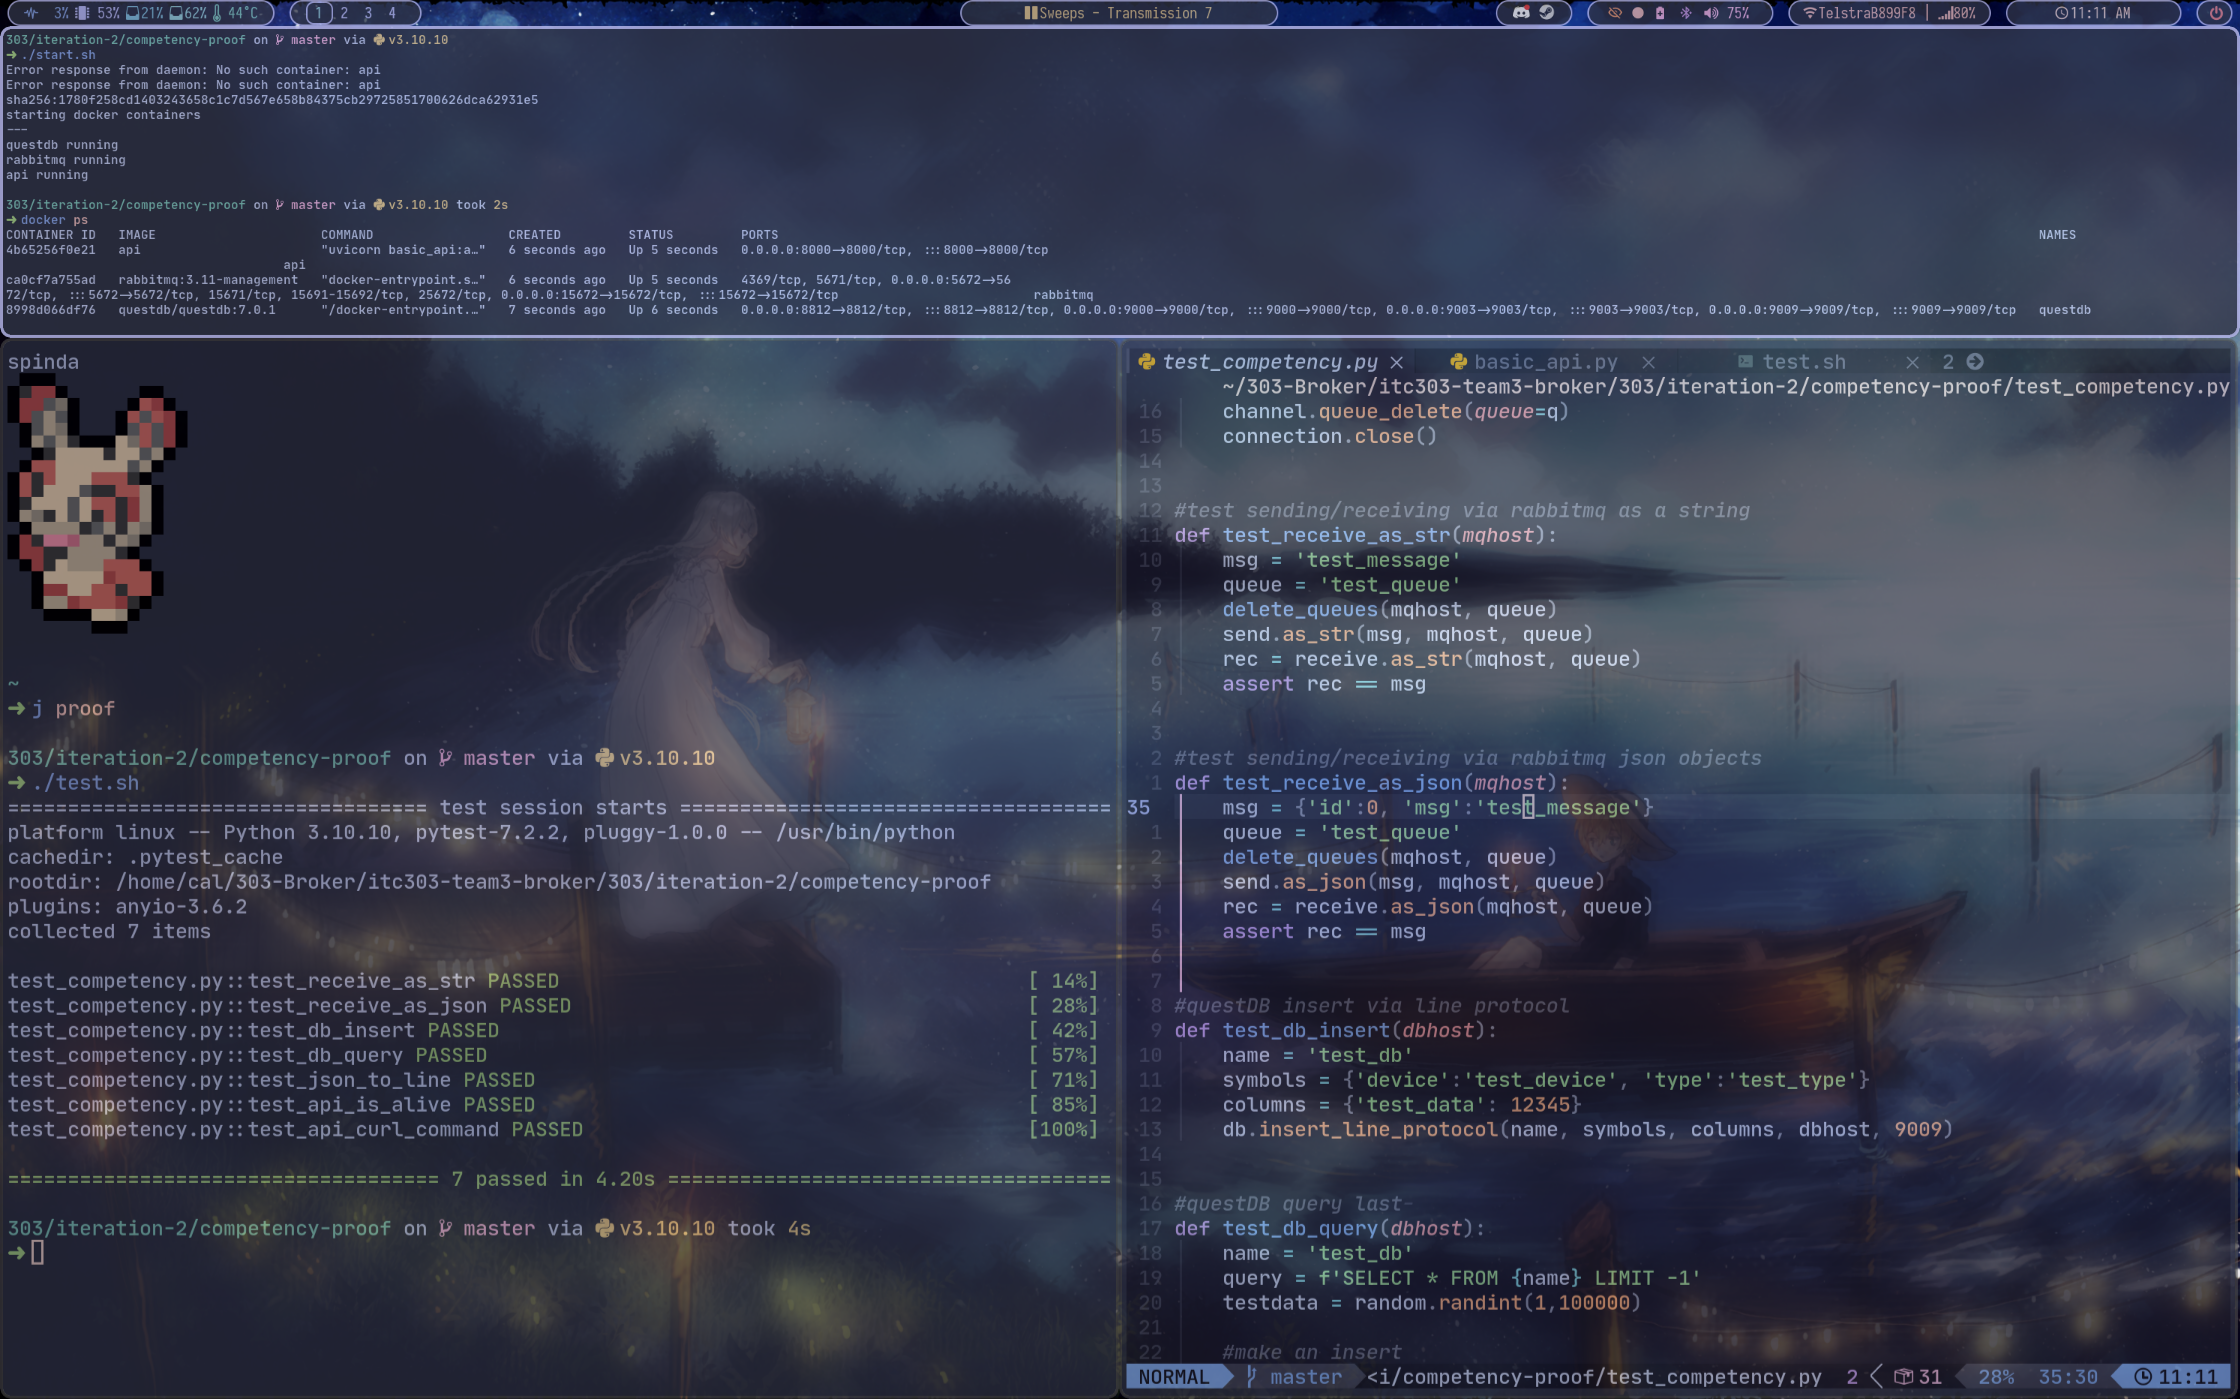 3% 53% 21% 62% 44°C 1 2 3 4 Sweeps - Transmission 7 75% TelstraB899F8 80% 11:11 AM
303/iteration-2/competency-proof on master via v3.10.10
➜ ./start.sh
Error response from daemon: No such container: api
Error response from daemon: No such container: api
sha256:1780f258cd1403243658c1c7d567e658b84375cb29725851700626dca62931e5
starting docker containers
---
questdb running
rabbitmq running
api running
303/iteration-2/competency-proof on master via v3.10.10 took 2s
➜ docker ps
CONTAINER ID IMAGE COMMAND CREATED STATUS PORTS NAMES
4b65256f0e21 api "uvicorn basic_api:a…" 6 seconds ago Up 5 seconds 0.0.0.0:8000->8000/tcp, :::8000->8000/tcp
api
ca0cf7a755ad rabbitmq:3.11-management "docker-entrypoint.s…" 6 seconds ago Up 5 seconds 4369/tcp, 5671/tcp, 0.0.0.0:5672->56
72/tcp, :::5672->5672/tcp, 15671/tcp, 15691-15692/tcp, 25672/tcp, 0.0.0.0:15672->15672/tcp, :::15672->15672/tcp rabbitmq
8998d066df76 questdb/questdb:7.0.1 "/docker-entrypoint.…" 7 seconds ago Up 6 seconds 0.0.0.0:8812->8812/tcp, :::8812->8812/tcp, 0.0.0.0:9000->9000/tcp, :::9000->9000/tcp, 0.0.0.0:9003->9003/tcp, :::9003->9003/tcp, 0.0.0.0:9009->9009/tcp, :::9009->9009/tcp questdb
spinda
~
➜ j proof
303/iteration-2/competency-proof on master via v3.10.10
➜ ./test.sh
=================================== test session starts ====================================
platform linux -- Python 3.10.10, pytest-7.2.2, pluggy-1.0.0 -- /usr/bin/python
cachedir: .pytest_cache
rootdir: /home/cal/303-Broker/itc303-team3-broker/303/iteration-2/competency-proof
plugins: anyio-3.6.2
collected 7 items
test_competency.py::test_receive_as_str PASSED [ 14%]
test_competency.py::test_receive_as_json PASSED [ 28%]
test_competency.py::test_db_insert PASSED [ 42%]
test_competency.py::test_db_query PASSED [ 57%]
test_competency.py::test_json_to_line PASSED [ 71%]
test_competency.py::test_api_is_alive PASSED [ 85%]
test_competency.py::test_api_curl_command PASSED [100%]
==================================== 7 passed in 4.20s =====================================
303/iteration-2/competency-proof on master via v3.10.10 took 4s
➜
test_competency.py × basic_api.py × test.sh × 2
~/303-Broker/itc303-team3-broker/303/iteration-2/competency-proof/test_competency.py
16 channel.queue_delete(queue=q)
15 connection.close()
14
13
12 #test sending/receiving via rabbitmq as a string
11 def test_receive_as_str(mqhost):
10 msg = 'test_message'
9 queue = 'test_queue'
8 delete_queues(mqhost, queue)
7 send.as_str(msg, mqhost, queue)
6 rec = receive.as_str(mqhost, queue)
5 assert rec == msg
4
3
2 #test sending/receiving via rabbitmq json objects
1 def test_receive_as_json(mqhost):
35 msg = {'id':0, 'msg':'test_message'}
1 queue = 'test_queue'
2 delete_queues(mqhost, queue)
3 send.as_json(msg, mqhost, queue)
4 rec = receive.as_json(mqhost, queue)
5 assert rec == msg
6
7
8 #questDB insert via line protocol
9 def test_db_insert(dbhost):
10 name = 'test_db'
11 symbols = {'device':'test_device', 'type':'test_type'}
12 columns = {'test_data': 12345}
13 db.insert_line_protocol(name, symbols, columns, dbhost, 9009)
14
15
16 #questDB query last-
17 def test_db_query(dbhost):
18 name = 'test_db'
19 query = f'SELECT * FROM {name} LIMIT -1'
20 testdata = random.randint(1,100000)
21
22 #make an insert
NORMAL master <i/competency-proof/test_competency.py 2 31 28% 35:30 11:11